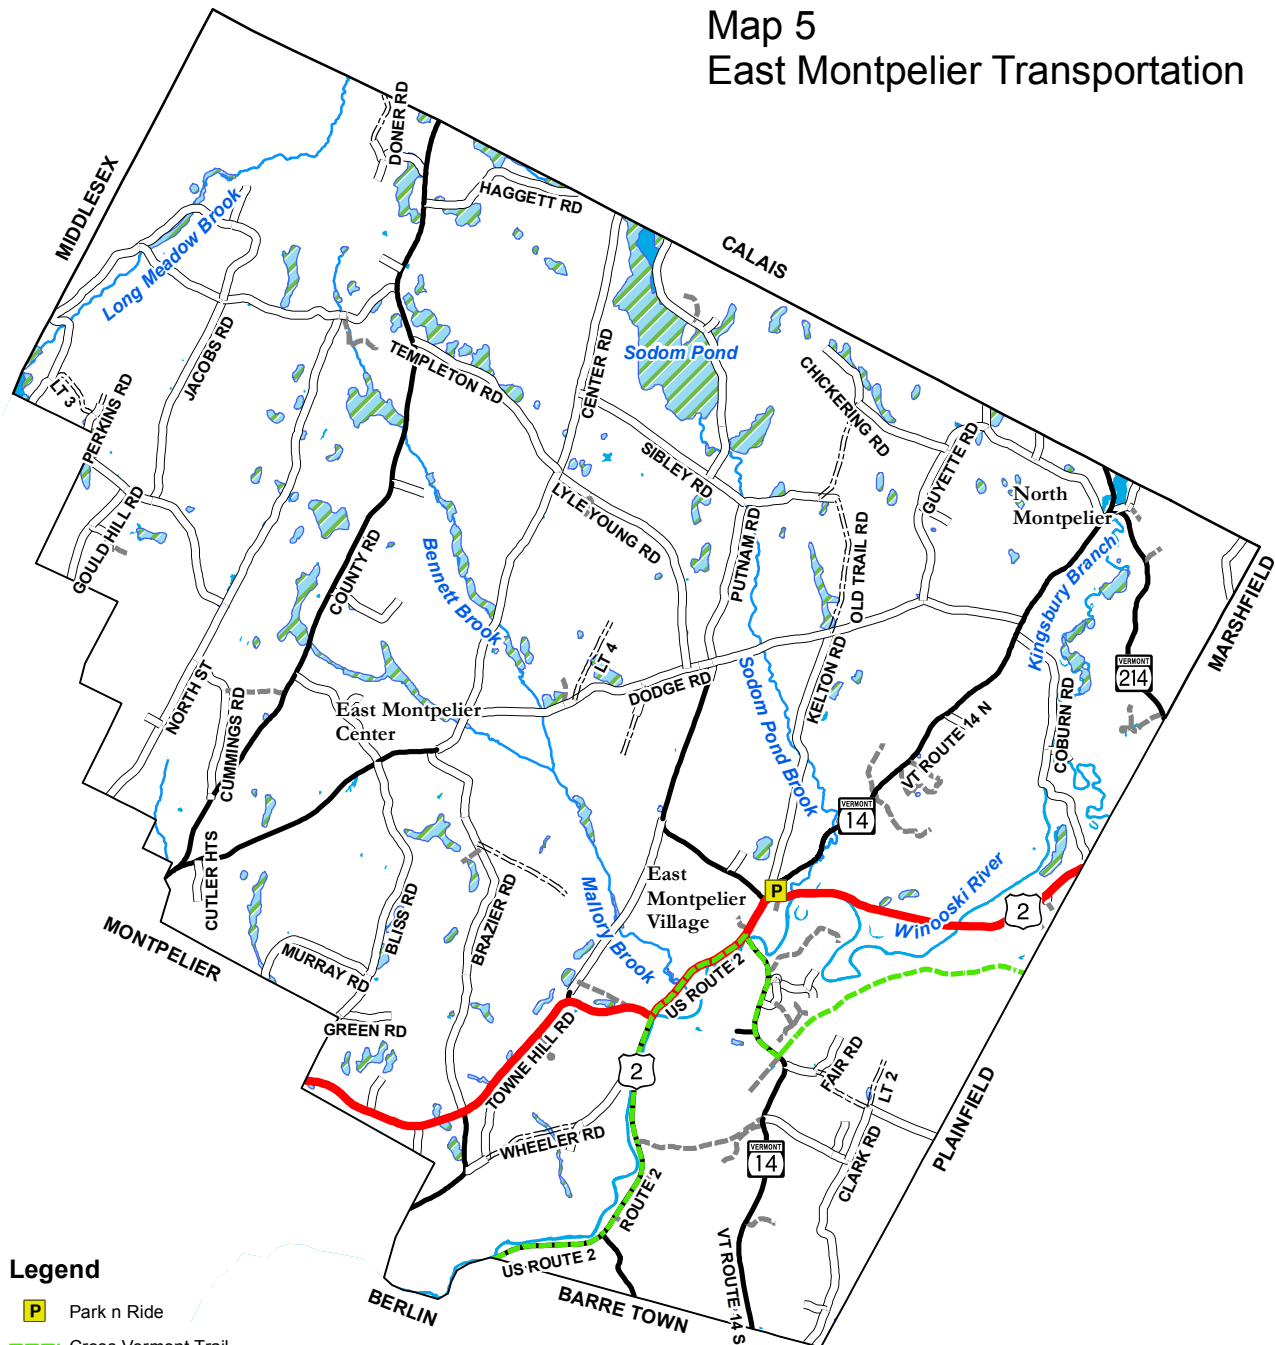 Map 5
East Montpelier Transportation
DONER RD
HAGGETT RD
MIDDLESEX
CALAIS
Long Meadow Brook
JACOBS RD
TEMPLETON RD
CENTER RD
Sodom Pond
CHICKERING RD
LT 3
PERKINS RD
SIBLEY RD
GUYETTE RD
North
Montpelier
GOULD HILL RD
LYLE YOUNG RD
PUTNAM RD
OLD TRAIL RD
COUNTY RD
Bennett Brook
Kingsbury Branch
MARSHFIELD
VERMONT
214
LT 4
NORTH ST
CUMMINGS RD
East Montpelier
Center
DODGE RD
Sodom Pond Brook
KELTON RD
VT ROUTE 14 N
COBURN RD
VERMONT
14
CUTLER HTS
East
Montpelier
Village
P
Mallory Brook
BLISS RD
BRAZIER RD
Winooski River
2
MONTPELIER
MURRAY RD
US ROUTE 2
GREEN RD
TOWNE HILL RD
2
FAIR RD
LT 2
WHEELER RD
VERMONT
14
CLARK RD
PLAINFIELD
ROUTE 2
US ROUTE 2
VT ROUTE 14 S
BERLIN
BARRE TOWN
Legend
P Park n Ride
Cross Vermont Trail